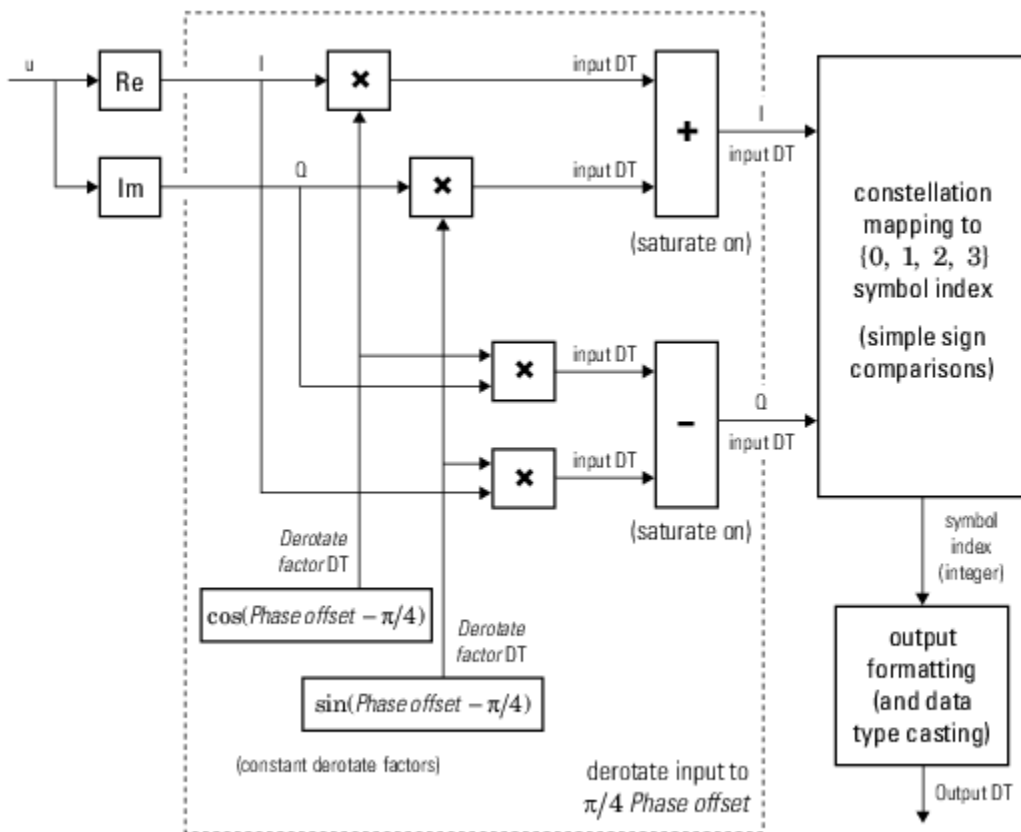 u
Re
I
×
input DT
+
I
input DT
Im
Q
×
input DT
(saturate on)
constellation
mapping to
{0, 1, 2, 3}
symbol index
(simple sign
comparisons)
×
input DT
-
Q
input DT
×
input DT
(saturate on)
Derotate
factor DT
cos(Phase offset − π/4)
Derotate
factor DT
sin(Phase offset − π/4)
(constant derotate factors)
derotate input to
π/4 Phase offset
symbol
index
(integer)
output
formatting
(and data
type casting)
Output DT